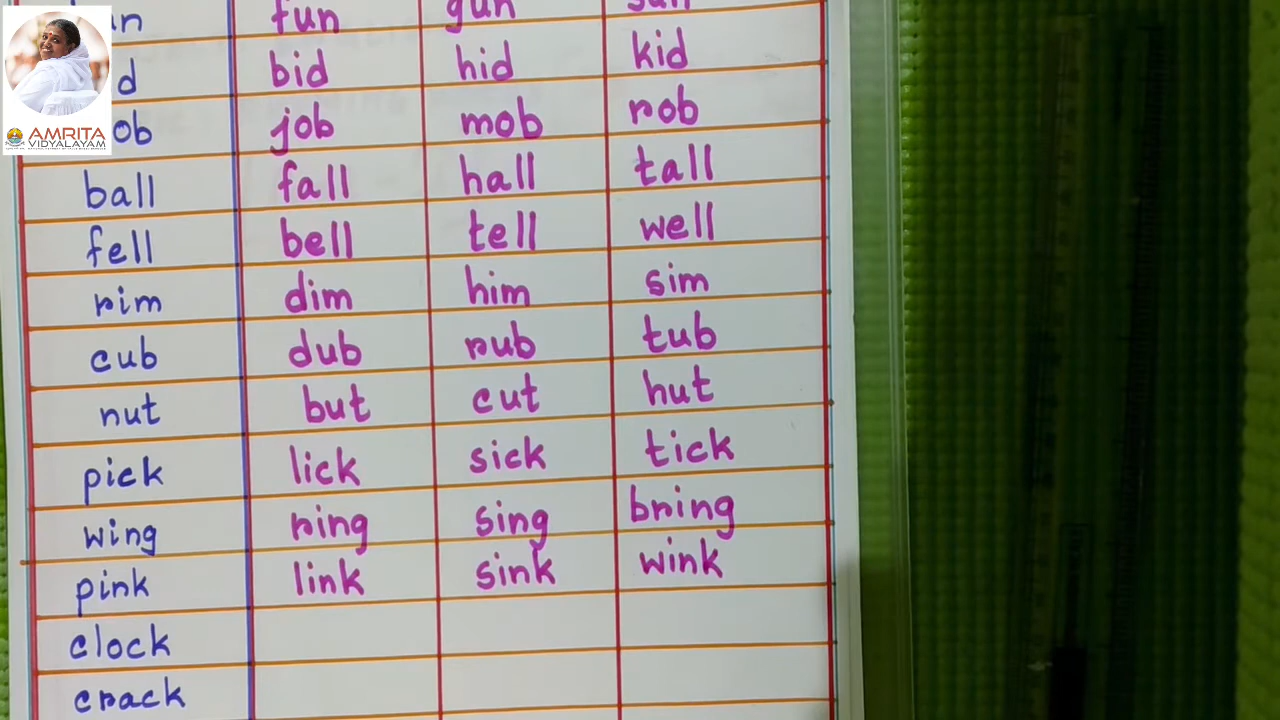 fun gun
bid hid kid
job mob rob
ball fall hall tall
fell bell tell well
rim dim him sim
cub dub rub tub
nut but cut hut
pick lick sick tick
wing ring sing bring
pink link sink wink
clock
crack
AMRITA
VIDYALAYAM